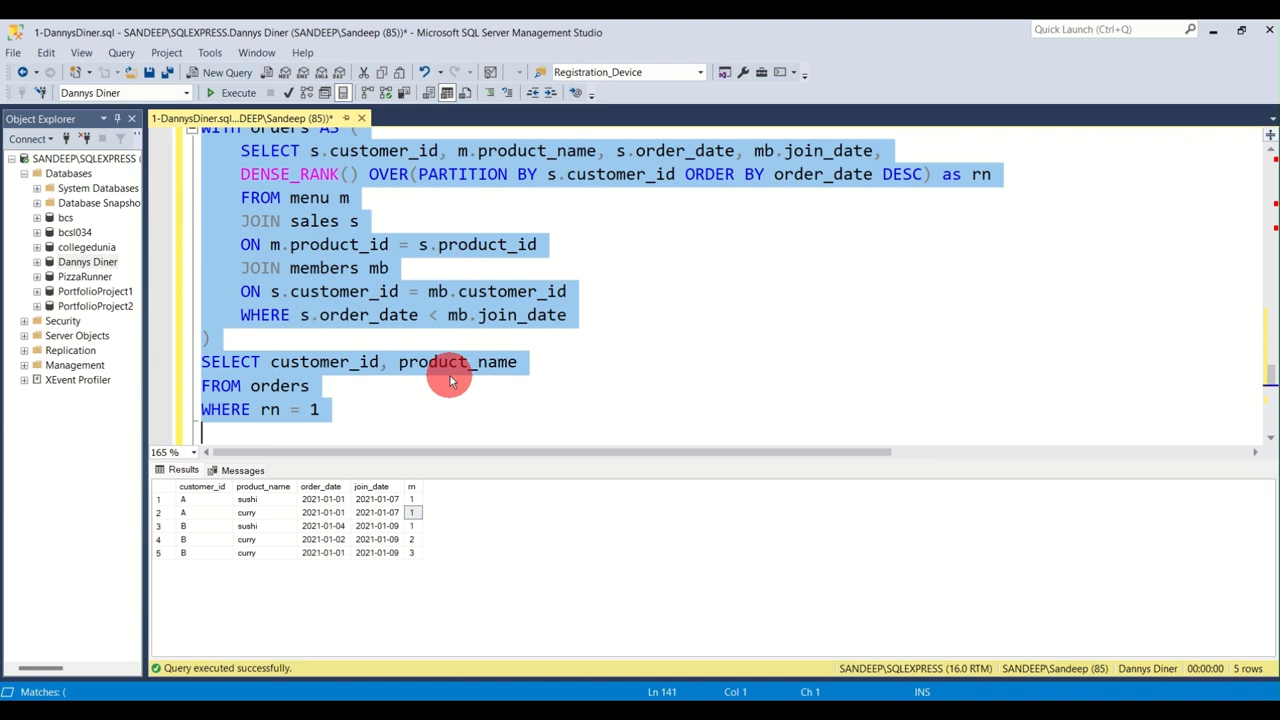 1-DannysDiner.sql - SANDEEP\SQLEXPRESS.Dannys Diner (SANDEEP\Sandeep (85))* - Microsoft SQL Server Management Studio
Quick Launch (Ctrl+Q)
File Edit View Query Project Tools Window Help
New Query
Registration_Device
Dannys Diner
Execute
Object Explorer
1-DannysDiner.sql...DEEP\Sandeep (85))*
Connect
SANDEEP\SQLEXPRESS (
Databases
System Databases
Database Snapsho
bcs
bcsl034
collegedunia
Dannys Diner
PizzaRunner
PortfolioProject1
PortfolioProject2
Security
Server Objects
Replication
Management
XEvent Profiler
WITH orders AS (
SELECT s.customer_id, m.product_name, s.order_date, mb.join_date,
DENSE_RANK() OVER(PARTITION BY s.customer_id ORDER BY order_date DESC) as rn
FROM menu m
JOIN sales s
ON m.product_id = s.product_id
JOIN members mb
ON s.customer_id = mb.customer_id
WHERE s.order_date < mb.join_date
)
SELECT customer_id, product_name
FROM orders
WHERE rn = 1
165 %
Results Messages
customer_id product_name order_date join_date rn
1 A sushi 2021-01-01 2021-01-07 1
2 A curry 2021-01-01 2021-01-07 1
3 B sushi 2021-01-04 2021-01-09 1
4 B curry 2021-01-02 2021-01-09 2
5 B curry 2021-01-01 2021-01-09 3
Query executed successfully.
SANDEEP\SQLEXPRESS (16.0 RTM) SANDEEP\Sandeep (85) Dannys Diner 00:00:00 5 rows
Matches: (
Ln 141 Col 1 Ch 1 INS